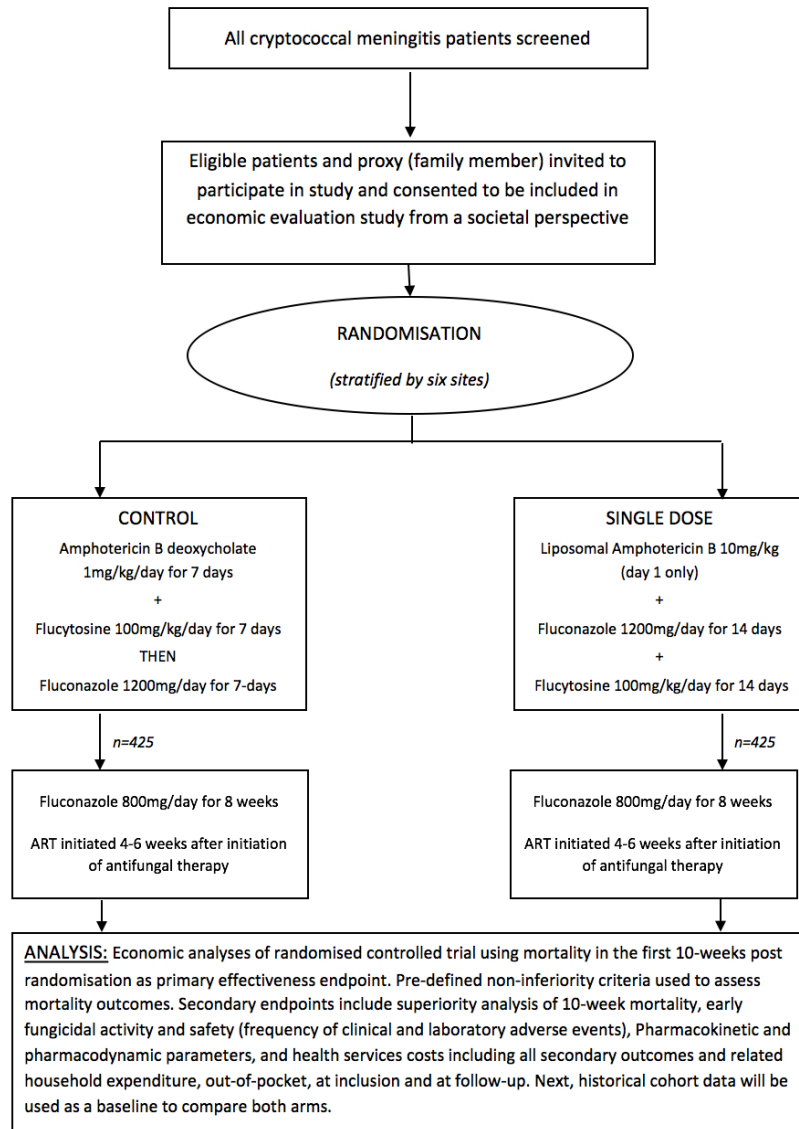 All cryptococcal meningitis patients screened
Eligible patients and proxy (family member) invited to
participate in study and consented to be included in
economic evaluation study from a societal perspective
RANDOMISATION
(stratified by six sites)
CONTROL
Amphotericin B deoxycholate
1mg/kg/day for 7 days
+
Flucytosine 100mg/kg/day for 7 days
THEN
Fluconazole 1200mg/day for 7-days
SINGLE DOSE
Liposomal Amphotericin B 10mg/kg
(day 1 only)
+
Fluconazole 1200mg/day for 14 days
+
Flucytosine 100mg/kg/day for 14 days
n=425
n=425
Fluconazole 800mg/day for 8 weeks
ART initiated 4-6 weeks after initiation
of antifungal therapy
Fluconazole 800mg/day for 8 weeks
ART initiated 4-6 weeks after initiation
of antifungal therapy
ANALYSIS: Economic analyses of randomised controlled trial using mortality in the first 10-weeks post
randomisation as primary effectiveness endpoint. Pre-defined non-inferiority criteria used to assess
mortality outcomes. Secondary endpoints include superiority analysis of 10-week mortality, early
fungicidal activity and safety (frequency of clinical and laboratory adverse events), Pharmacokinetic and
pharmacodynamic parameters, and health services costs including all secondary outcomes and related
household expenditure, out-of-pocket, at inclusion and at follow-up. Next, historical cohort data will be
used as a baseline to compare both arms.